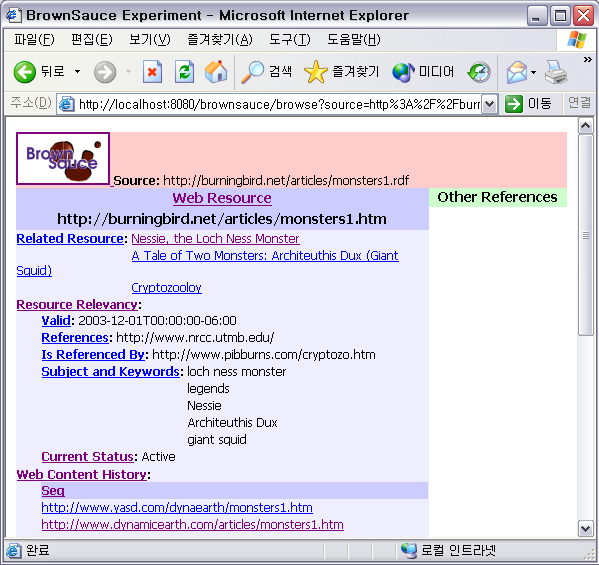 BrownSauce Experiment - Microsoft Internet Explorer
파일(F) 편집(E) 보기(V) 즐겨찾기(A) 도구(T) 도움말(H)
뒤로 검색 즐겨찾기 미디어 »
주소(D) http://localhost:8080/brownsauce/browse?source=http%3A%2F%2Fburr 이동 연결
Brown Sauce Source: http://burningbird.net/articles/monsters1.rdf
Web Resource Other References
http://burningbird.net/articles/monsters1.htm
Related Resource: Nessie, the Loch Ness Monster
A Tale of Two Monsters: Architeuthis Dux (Giant
Squid)
Cryptozooloy
Resource Relevancy:
Valid: 2003-12-01T00:00:00-06:00
References: http://www.nrcc.utmb.edu/
Is Referenced By: http://www.pibburns.com/cryptozo.htm
Subject and Keywords: loch ness monster
legends
Nessie
Architeuthis Dux
giant squid
Current Status: Active
Web Content History:
Seq
http://www.yasd.com/dynaearth/monsters1.htm
http://www.dynamicearth.com/articles/monsters1.htm
완료 로컬 인트라넷